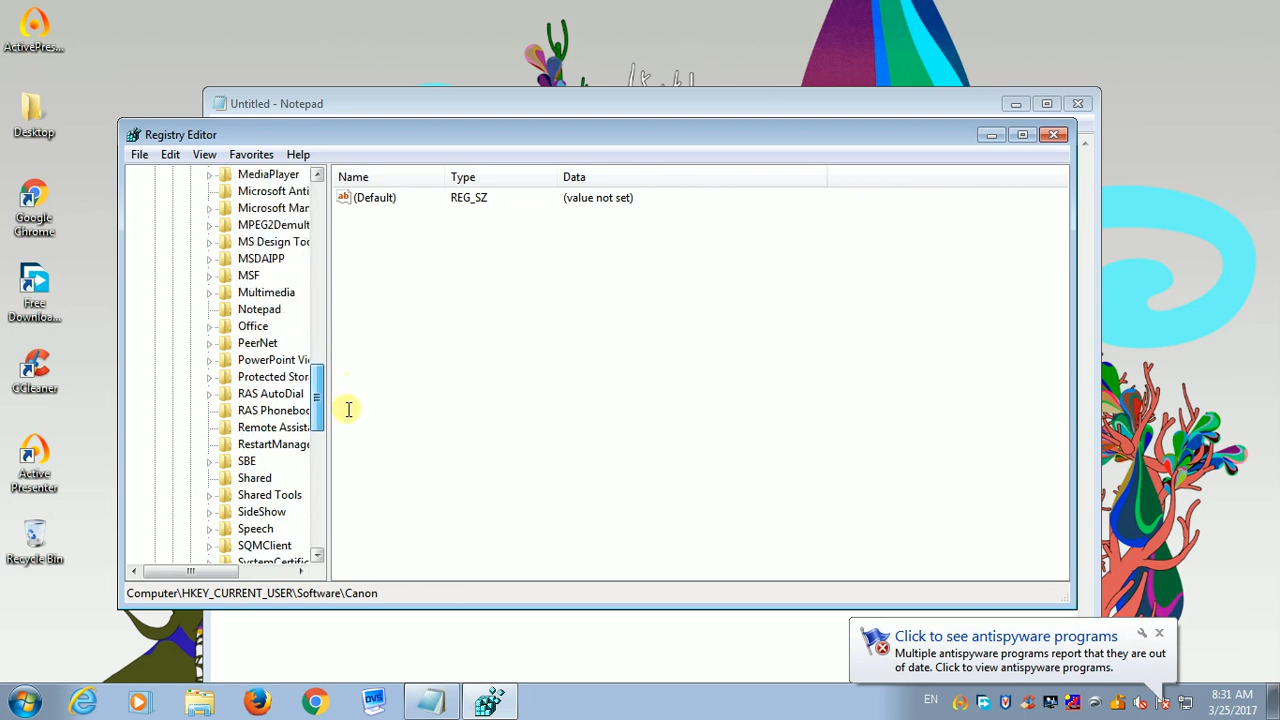 ActivePres...
Desktop
Google
Chrome
Free
Downloa...
CCleaner
Active
Presenter
Recycle Bin
Untitled - Notepad
Registry Editor
File Edit View Favorites Help
MediaPlayer
Microsoft Anti
Microsoft Man
MPEG2Demult
MS Design Too
MSDAIPP
MSF
Multimedia
Notepad
Office
PeerNet
PowerPoint Vi
Protected Stor
RAS AutoDial
RAS Phoneboo
Remote Assist
RestartManage
SBE
Shared
Shared Tools
SideShow
Speech
SQMClient
SystemCertific
Name Type Data
(Default) REG_SZ (value not set)
Computer\HKEY_CURRENT_USER\Software\Canon
Click to see antispyware programs
Multiple antispyware programs report that they are out
of date. Click to view antispyware programs.
EN
8:31 AM
3/25/2017